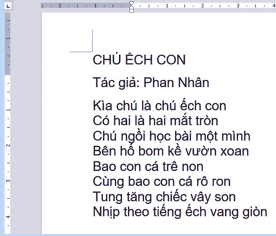 CHÚ ẾCH CON
Tác giả: Phan Nhân
Kìa chú là chú ếch con
Có hai là hai mắt tròn
Chú ngồi học bài một mình
Bên hố bom kề vườn xoan
Bao con cá trê non
Cùng bao con cá rô ron
Tung tăng chiếc vây son
Nhịp theo tiếng ếch vang giòn